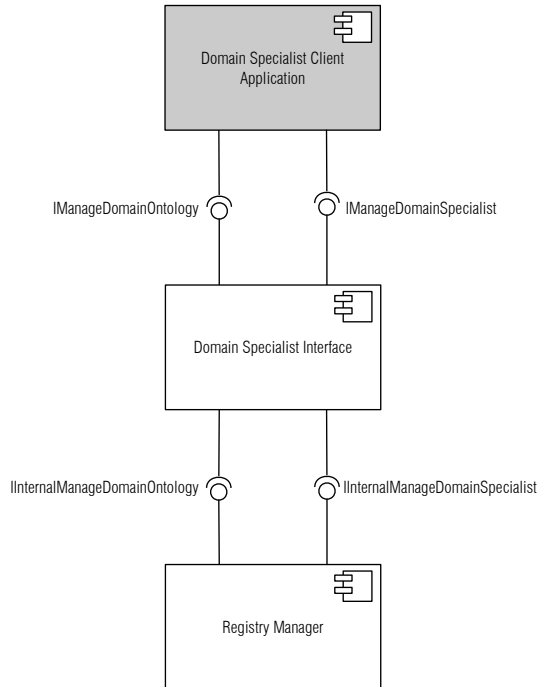 Domain Specialist Client
Application
IManageDomainOntology
IManageDomainSpecialist
Domain Specialist Interface
IInternalManageDomainOntology
IInternalManageDomainSpecialist
Registry Manager